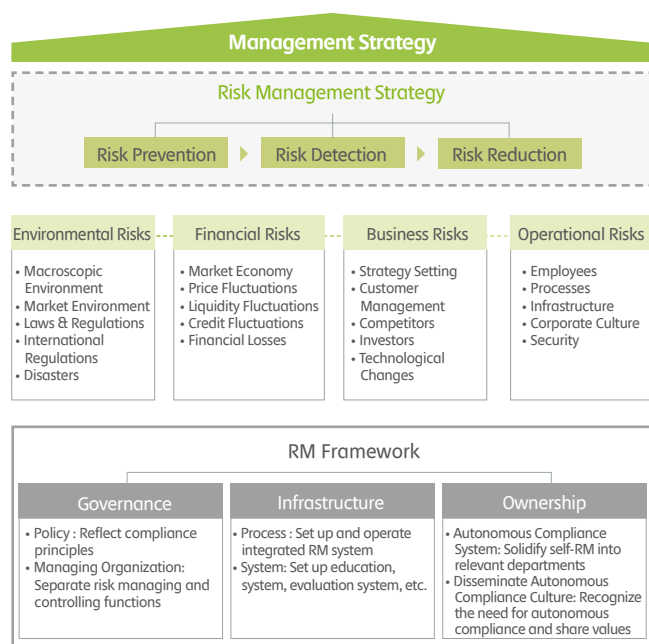 Management Strategy
Risk Management Strategy
Risk Prevention
Risk Detection
Risk Reduction
Environmental Risks
• Macroscopic
Environment
• Market Environment
• Laws & Regulations
• International
Regulations
• Disasters
Financial Risks
• Market Economy
• Price Fluctuations
• Liquidity Fluctuations
• Credit Fluctuations
• Financial Losses
Business Risks
• Strategy Setting
• Customer
Management
• Competitors
• Investors
• Technological
Changes
Operational Risks
• Employees
• Processes
• Infrastructure
• Corporate Culture
• Security
RM Framework
Governance
• Policy : Reflect compliance
principles
• Managing Organization:
Separate risk managing and
controlling functions
Infrastructure
• Process : Set up and operate
integrated RM system
• System: Set up education,
system, evaluation system, etc.
Ownership
• Autonomous Compliance
System: Solidify self-RM into
relevant departments
• Disseminate Autonomous
Compliance Culture: Recognize
the need for autonomous
compliance and share values